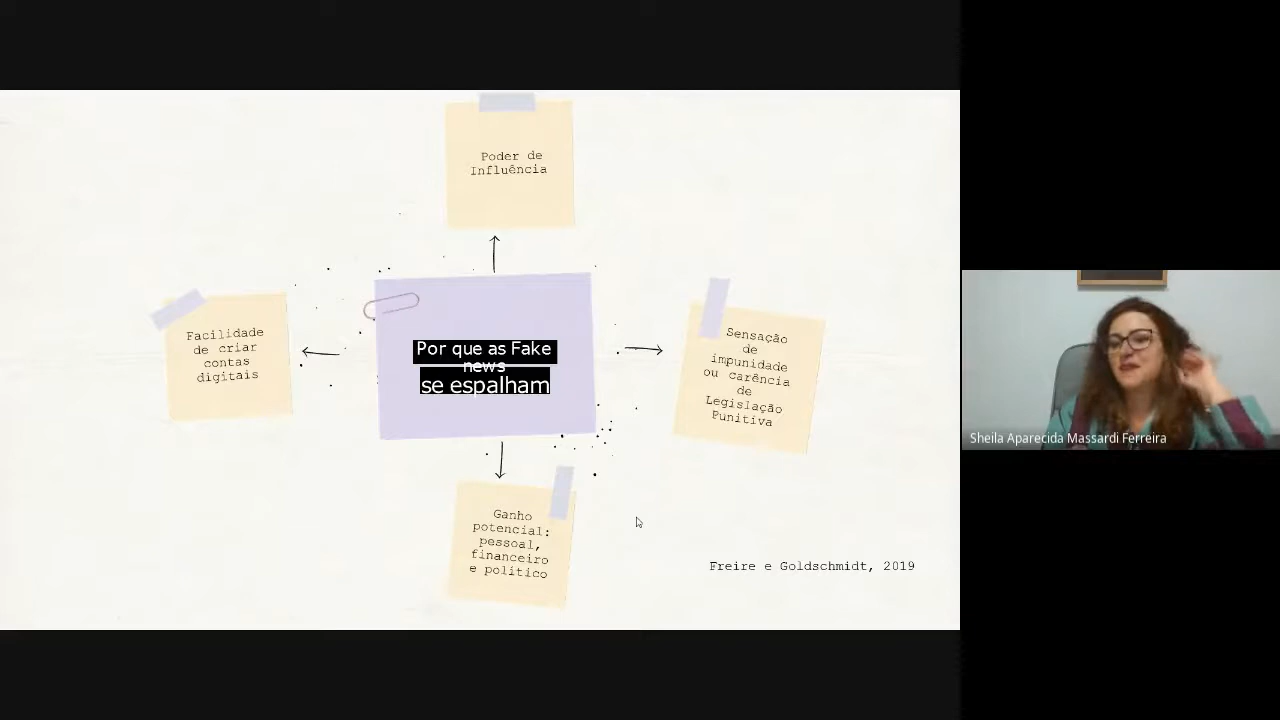 Poder de
Influência
Facilidade
de criar
contas
digitais
Por que as Fake
news
se espalham
Sensação
de
impunidade
ou carência
de
Legislação
Punitiva
Ganho
potencial:
pessoal,
financeiro
e político
Freire e Goldschmidt, 2019
Sheila Aparecida Massardi Ferreira